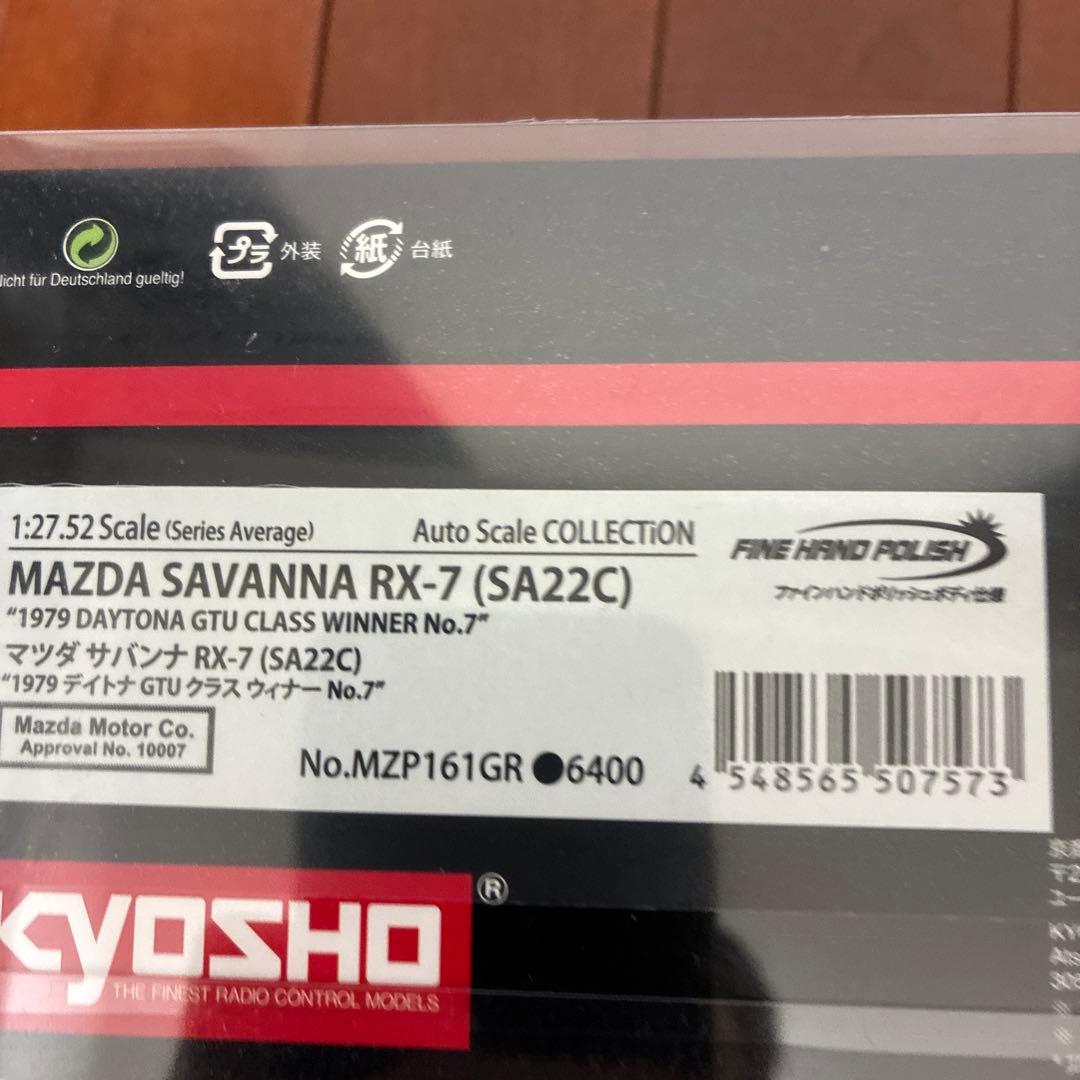 プラ 外装 紙 台紙
Nicht für Deutschland gueltig!
1:27.52 Scale (Series Average) Auto Scale COLLECTiON
FINE HAND POLISH
ファインハンドポリッシュボディ仕様
MAZDA SAVANNA RX-7 (SA22C)
"1979 DAYTONA GTU CLASS WINNER No.7"
マツダ サバンナ RX-7 (SA22C)
"1979 デイトナ GTU クラス ウィナー No.7"
Mazda Motor Co.
Approval No. 10007
No.MZP161GR ●6400
4 548565 507573
KYOSHO®
THE FINEST RADIO CONTROL MODELS